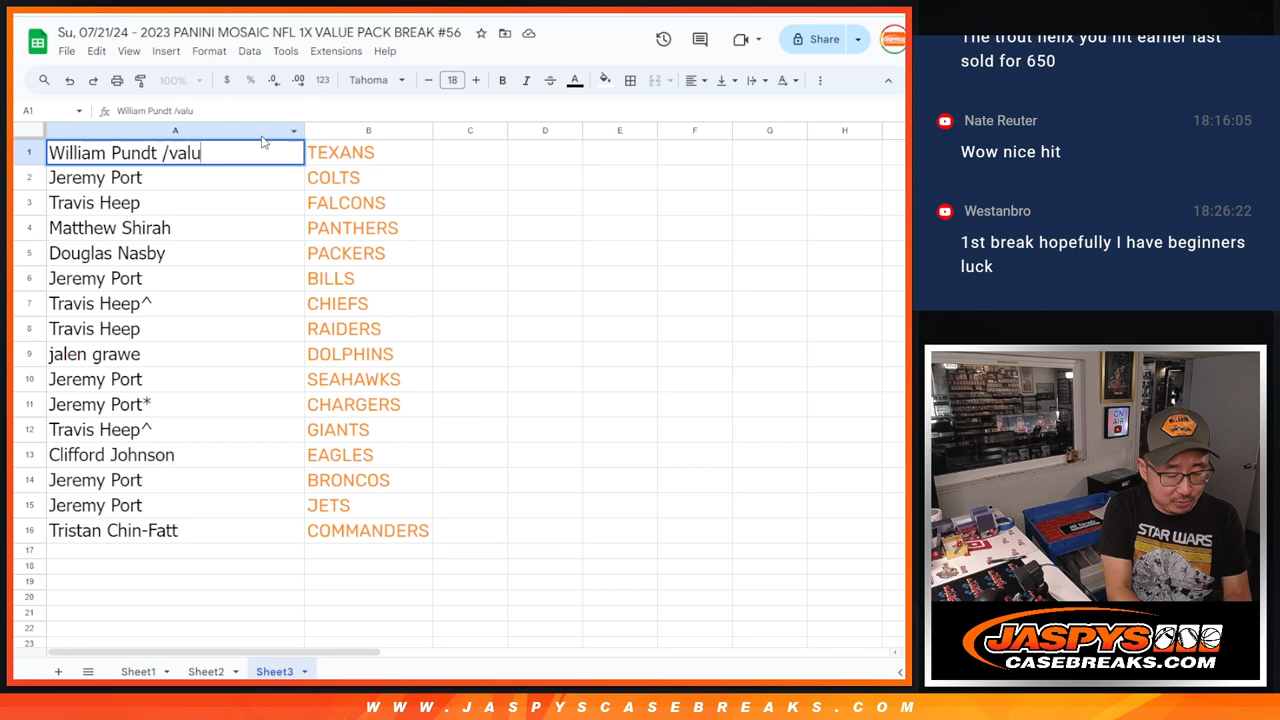 Su, 07/21/24 - 2023 PANINI MOSAIC NFL 1X VALUE PACK BREAK #56
File Edit View Insert Format Data Tools Extensions Help
Share
100% $ % .0 .00 123 Tahoma 18 B I A
A1 fx William Pundt /valu
A B C D E F G H
1 William Pundt /valu TEXANS
2 Jeremy Port COLTS
3 Travis Heep FALCONS
4 Matthew Shirah PANTHERS
5 Douglas Nasby PACKERS
6 Jeremy Port BILLS
7 Travis Heep^ CHIEFS
8 Travis Heep RAIDERS
9 jalen grawe DOLPHINS
10 Jeremy Port SEAHAWKS
11 Jeremy Port* CHARGERS
12 Travis Heep^ GIANTS
13 Clifford Johnson EAGLES
14 Jeremy Port BRONCOS
15 Jeremy Port JETS
16 Tristan Chin-Fatt COMMANDERS
17
18
19
20
21
22
23
Sheet1 Sheet2 Sheet3
The trout helix you hit earlier last
sold for 650
Nate Reuter 18:16:05
Wow nice hit
Westanbro 18:26:22
1st break hopefully I have beginners
luck
ON AIR
STAR WARS
JASPYS
CASEBREAKS.COM
WWW.JASPYSCASEBREAKS.COM